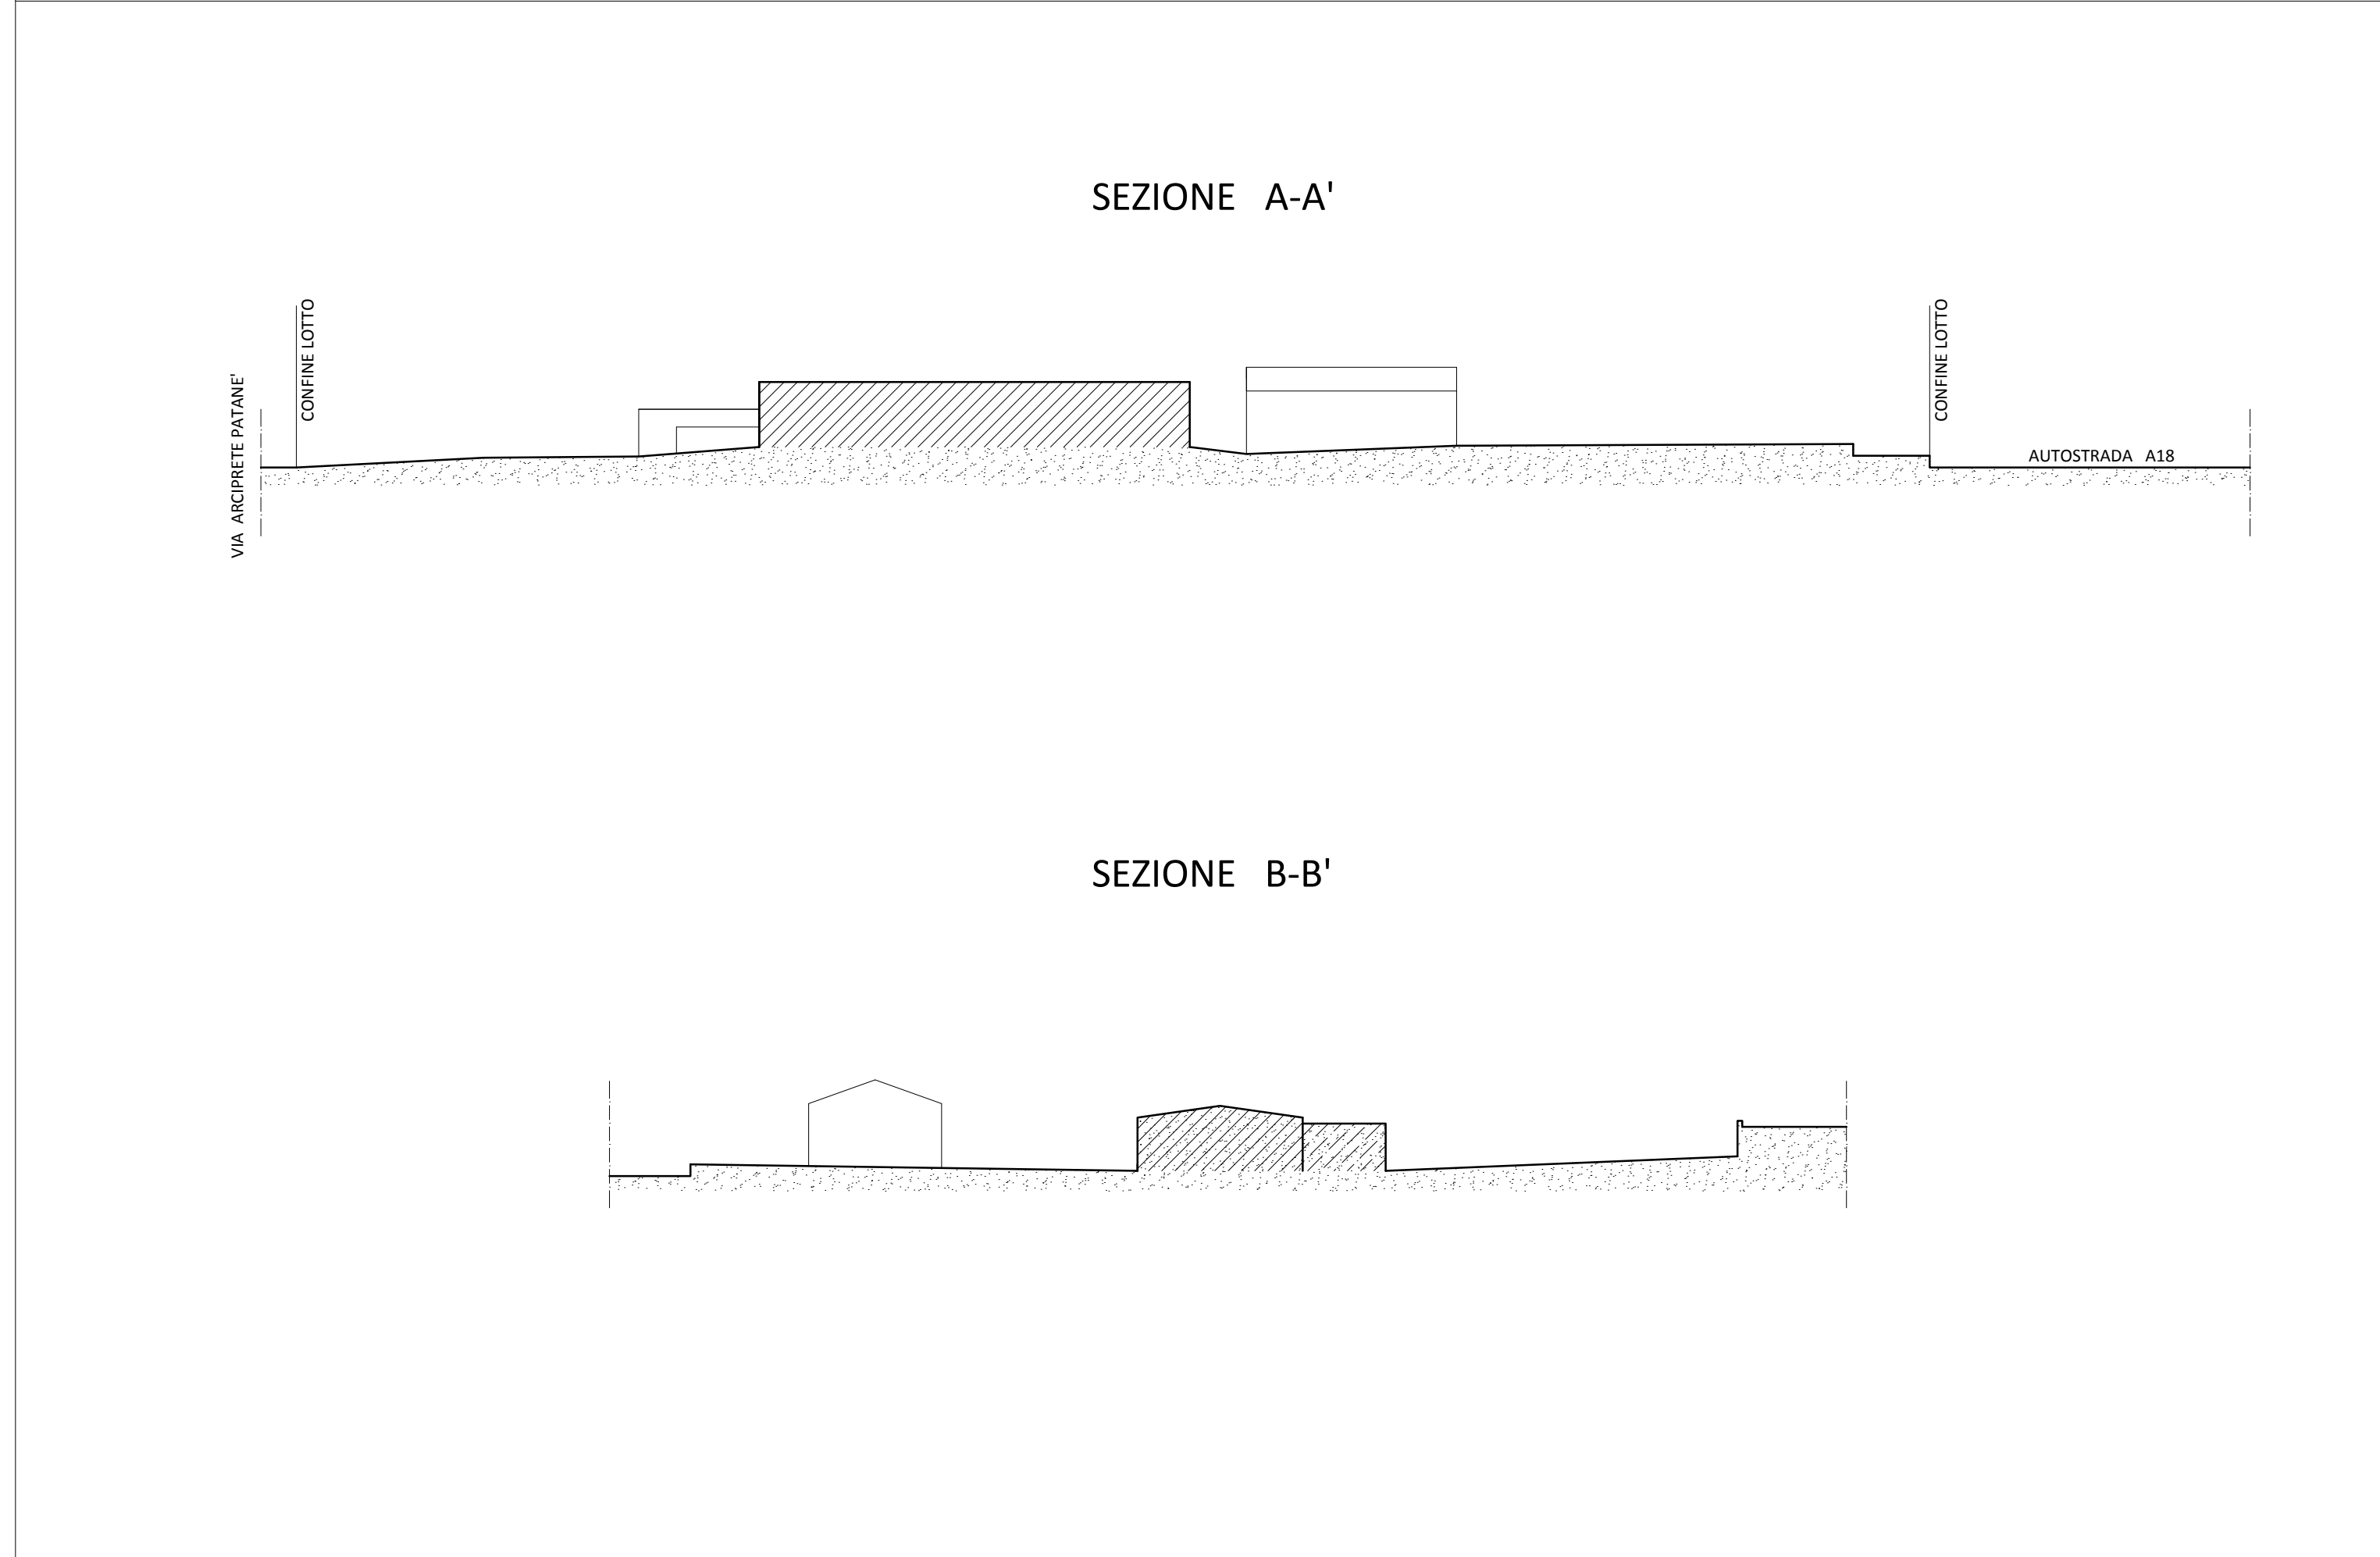 SEZIONE A-A'
CONFINE LOTTO
CONFINE LOTTO
VIA ARCIPRETE PATANE'
AUTOSTRADA A18
SEZIONE B-B'